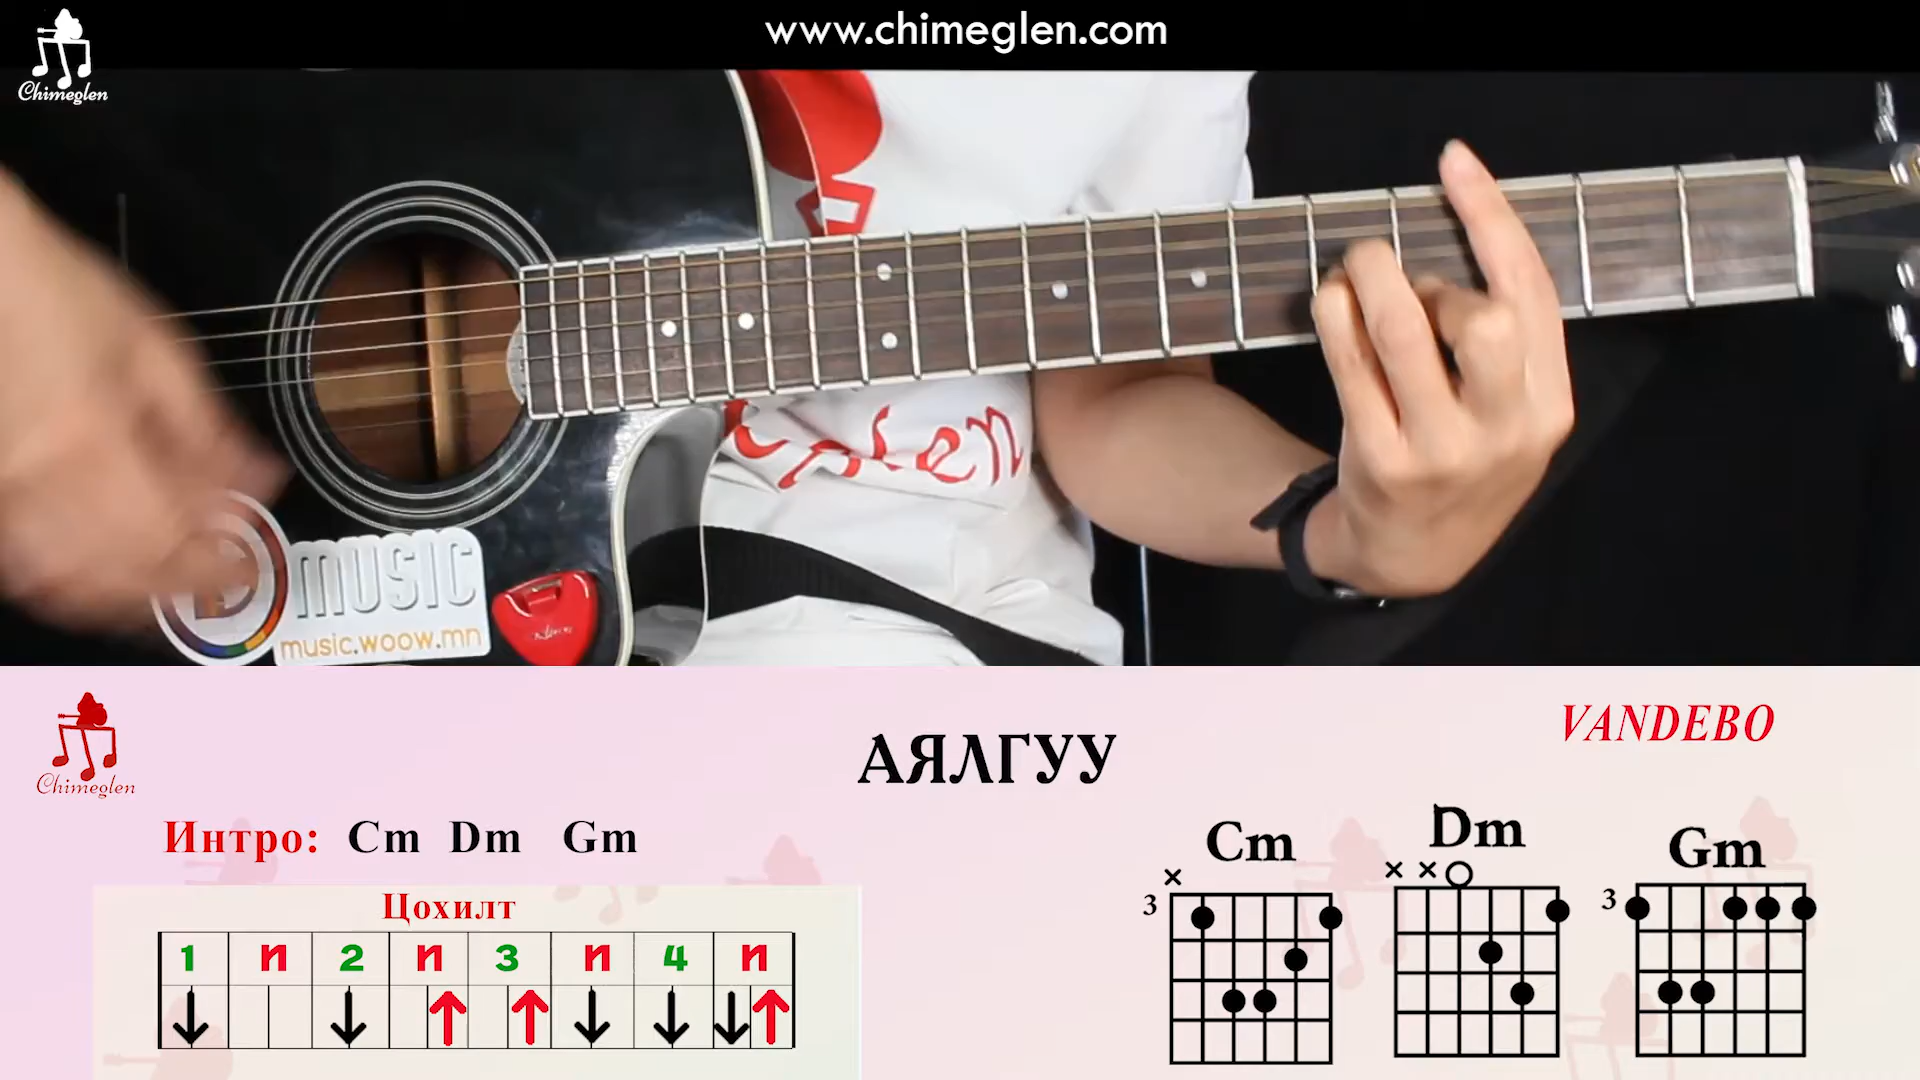 www.chimeglen.com
Chimeglen
MUSIC
music.woow.mn
Chimeglen
АЯЛГУУ
VANDEBO
Интро: Cm Dm Gm
Цохилт
1 И 2 И 3 И 4 И
Cm
Dm
Gm
×
× ×
3
3